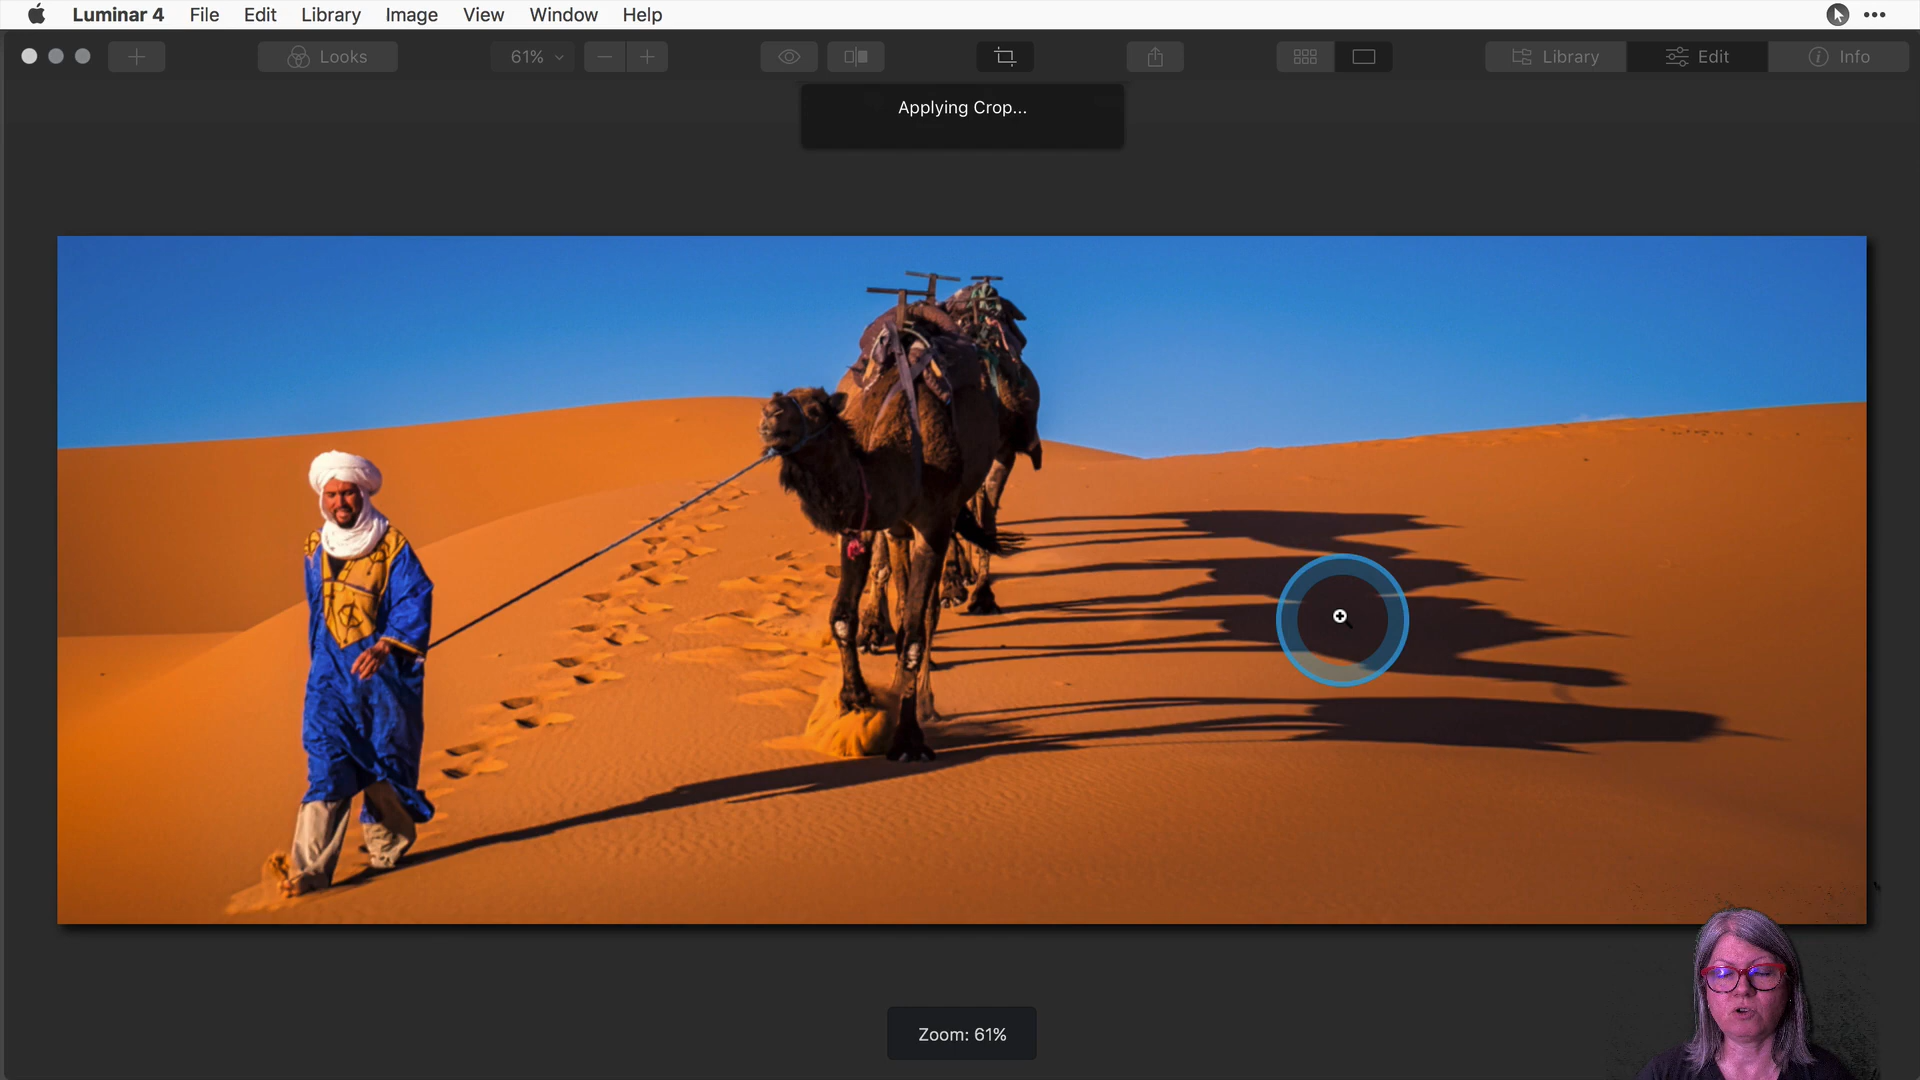 Luminar 4 File Edit Library Image View Window Help
Looks 61% Library Edit Info
Applying Crop...
Zoom: 61%